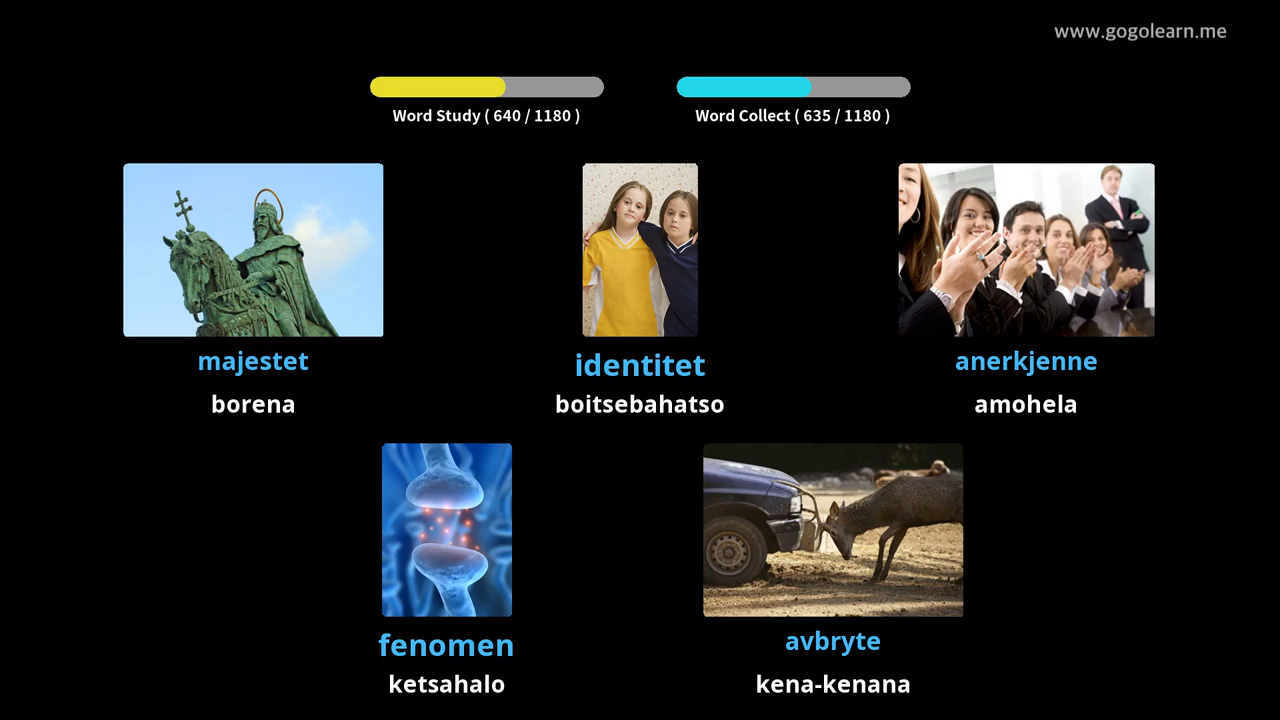 www.gogolearn.me
Word Study ( 640 / 1180 )
Word Collect ( 635 / 1180 )
majestet
borena
identitet
boitsebahatso
anerkjenne
amohela
fenomen
ketsahalo
avbryte
kena-kenana